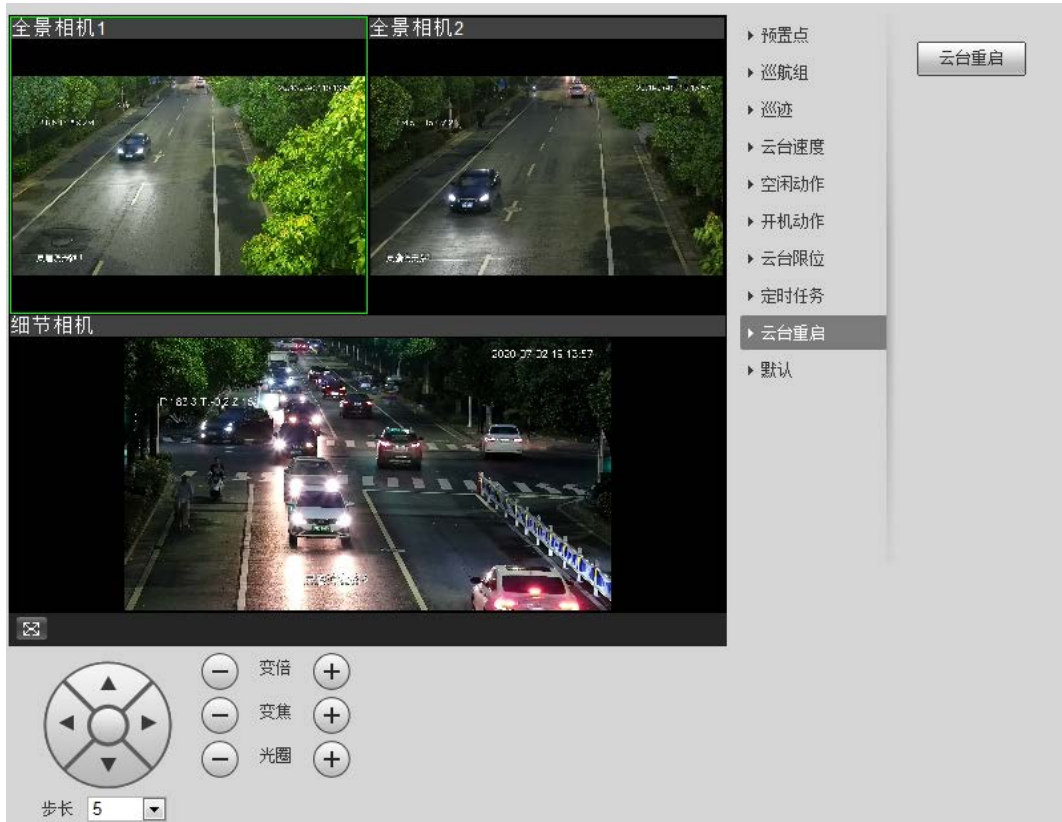 全景相机1
全景相机2
细节相机
2020-07-02 19:13:57
变倍
变焦
光圈
步长 5
预置点
巡航组
巡迹
云台速度
空闲动作
开机动作
云台限位
定时任务
云台重启
默认
云台重启